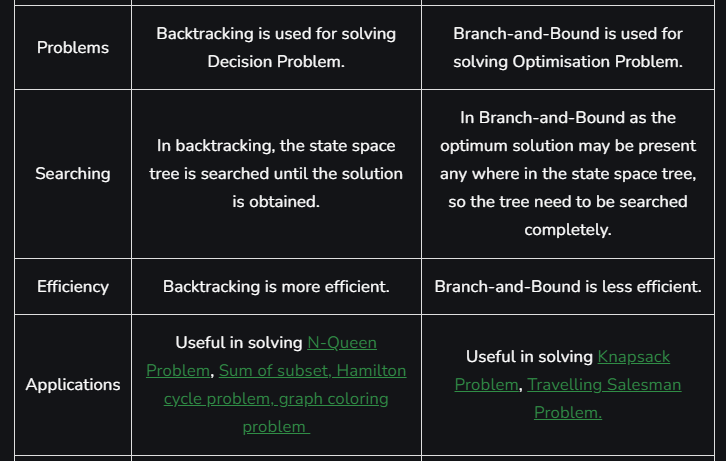 Problems
Backtracking is used for solving
Decision Problem.
Branch-and-Bound is used for
solving Optimisation Problem.
Searching
In backtracking, the state space
tree is searched until the solution
is obtained.
In Branch-and-Bound as the
optimum solution may be present
any where in the state space tree,
so the tree need to be searched
completely.
Efficiency
Backtracking is more efficient.
Branch-and-Bound is less efficient.
Applications
Useful in solving N-Queen
Problem, Sum of subset, Hamilton
cycle problem, graph coloring
problem
Useful in solving Knapsack
Problem, Travelling Salesman
Problem.